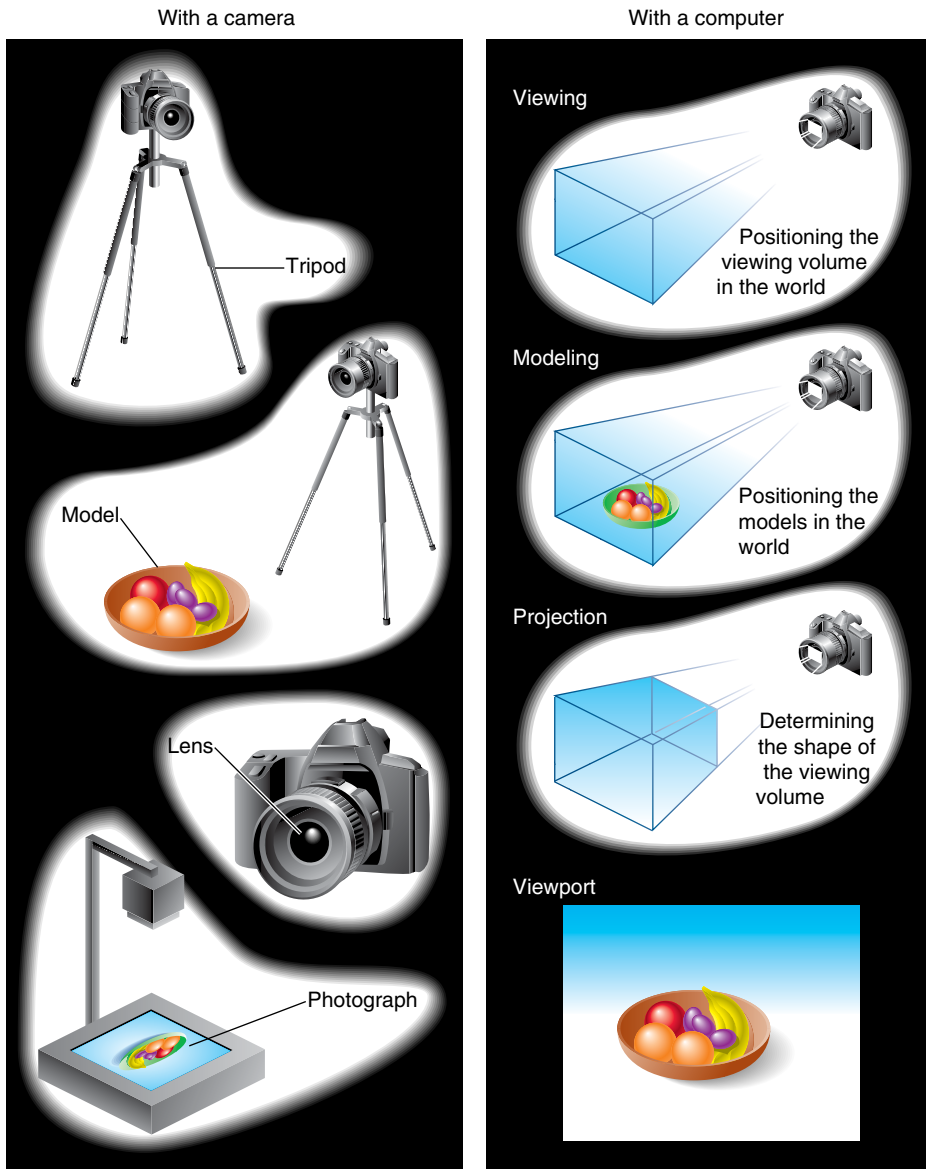 With a camera
With a computer
Tripod
Model
Lens
Photograph
Viewing
Positioning the
viewing volume
in the world
Modeling
Positioning the
models in the
world
Projection
Determining
the shape of
the viewing
volume
Viewport